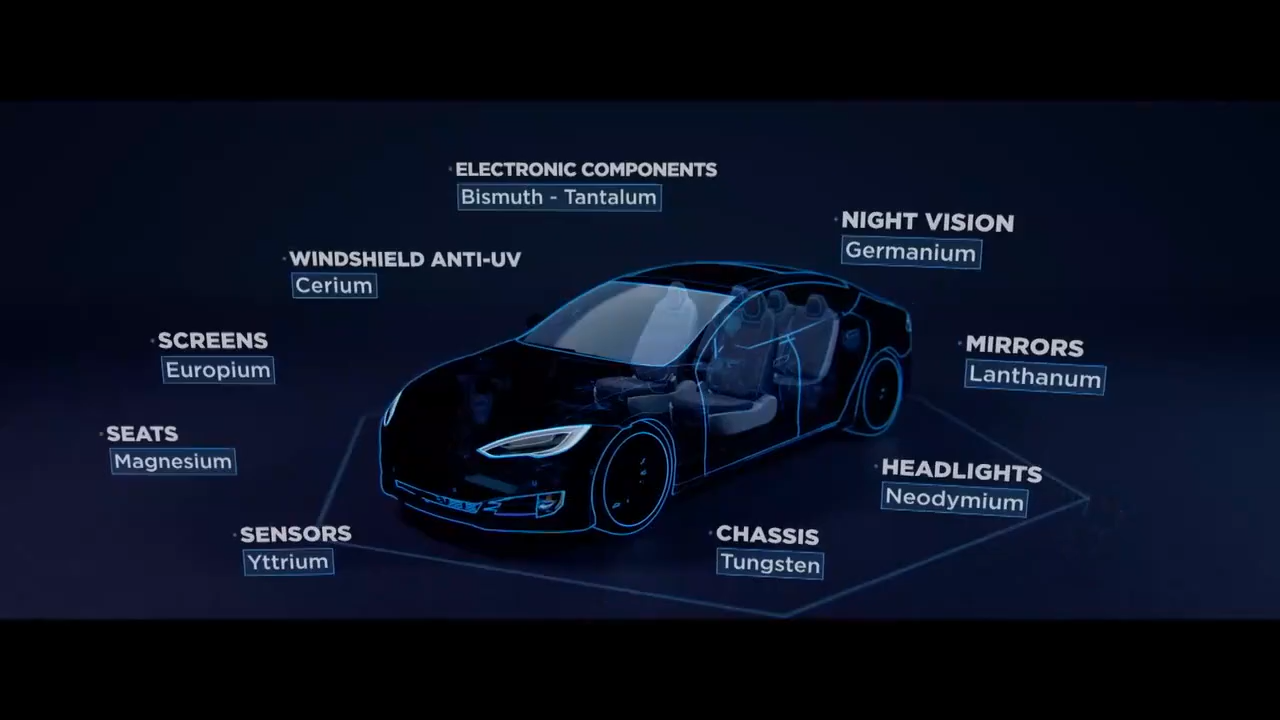 ELECTRONIC COMPONENTS
Bismuth - Tantalum
NIGHT VISION
Germanium
WINDSHIELD ANTI-UV
Cerium
SCREENS
Europium
MIRRORS
Lanthanum
SEATS
Magnesium
HEADLIGHTS
Neodymium
SENSORS
Yttrium
CHASSIS
Tungsten